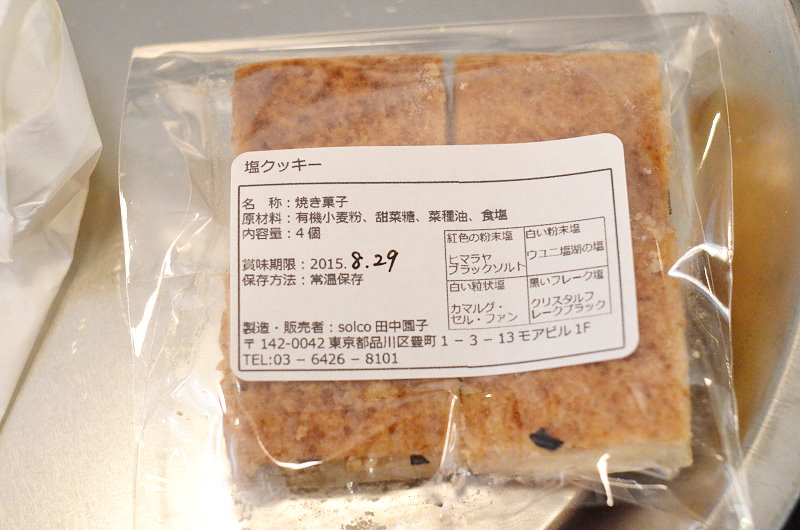 塩クッキー
名　称：焼き菓子
原材料：有機小麦粉、甜菜糖、菜種油、食塩
内容量：4個
賞味期限：2015. 8.29
保存方法：常温保存
紅色の粉末塩
ヒマラヤ
ブラックソルト
白い粉末塩
ウユニ塩湖の塩
白い粒状塩
カマルグ・
セル・ファン
黒いフレーク塩
クリスタルフ
レークブラック
製造・販売者：solco 田中園子
〒142-0042 東京都品川区豊町1－3－13モアビル1F
TEL:03－6426－8101